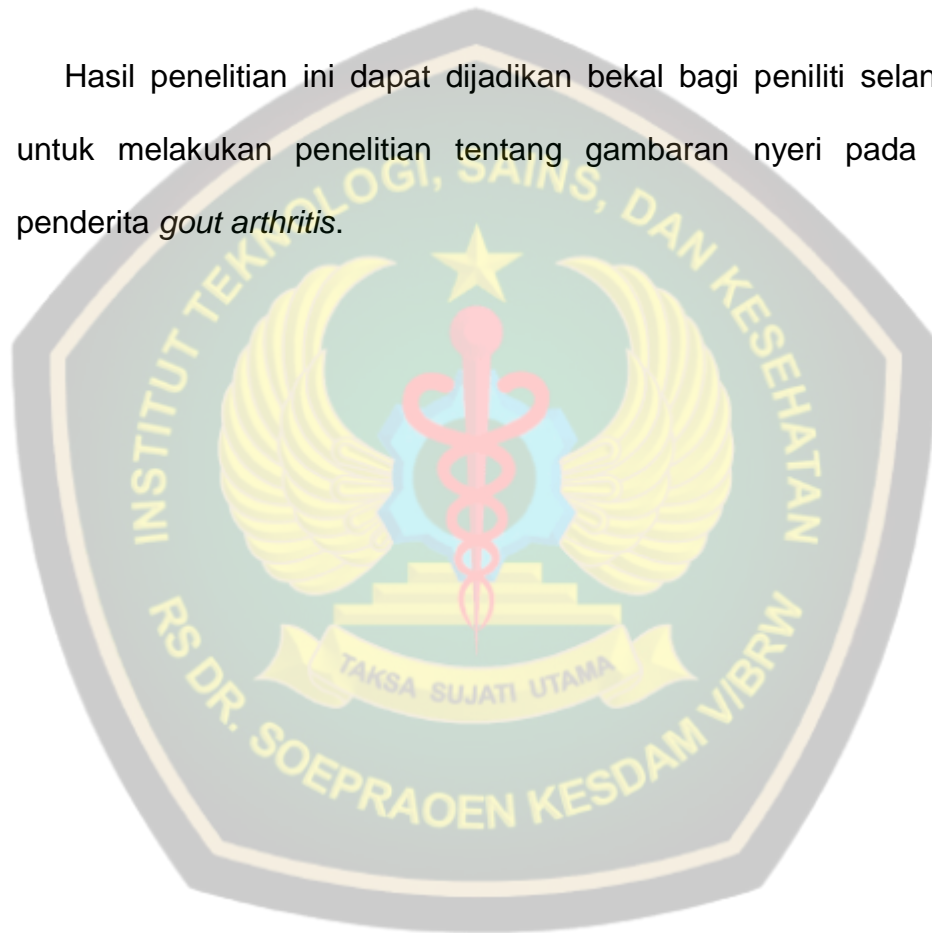 Hasil penelitian ini dapat dijadikan bekal bagi peniliti selan
untuk melakukan penelitian tentang gambaran nyeri pada
penderita gout arthritis.
INSTITUT TEKNOLOGI, SAINS, DAN KESEHATAN
TAKSA SUJATI UTAMA
RS DR. SOEPRAOEN KESDAM V/BRW